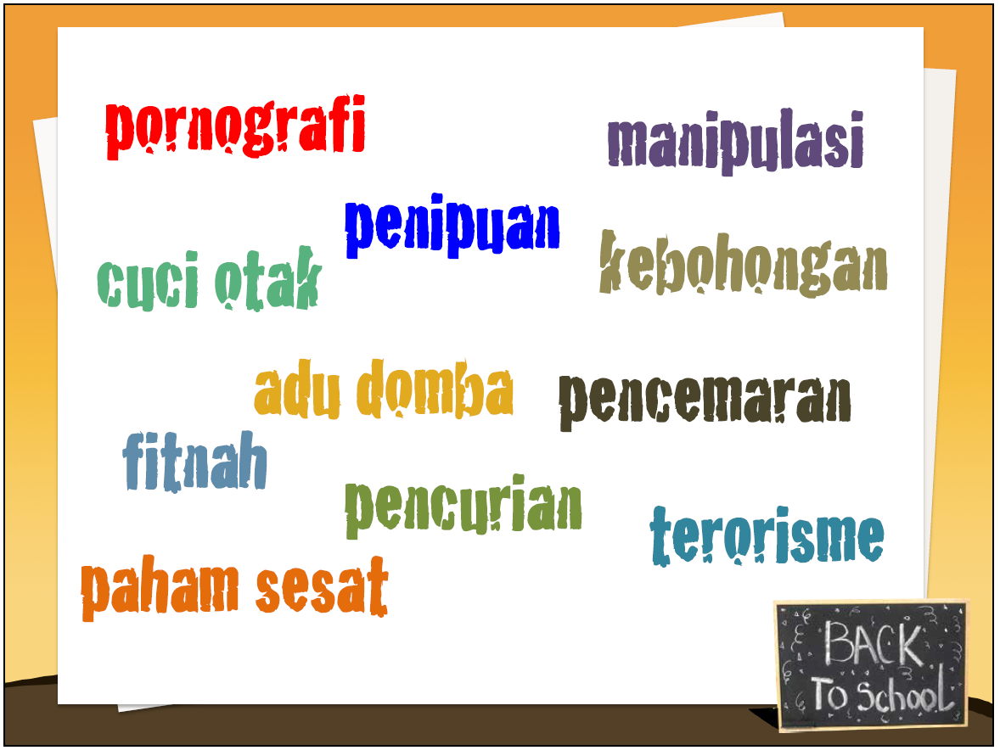 pornografi
manipulasi
penipuan
kebohongan
cuci otak
adu domba
pencemaran
fitnah
pencurian
terorisme
paham sesat
BACK
To School